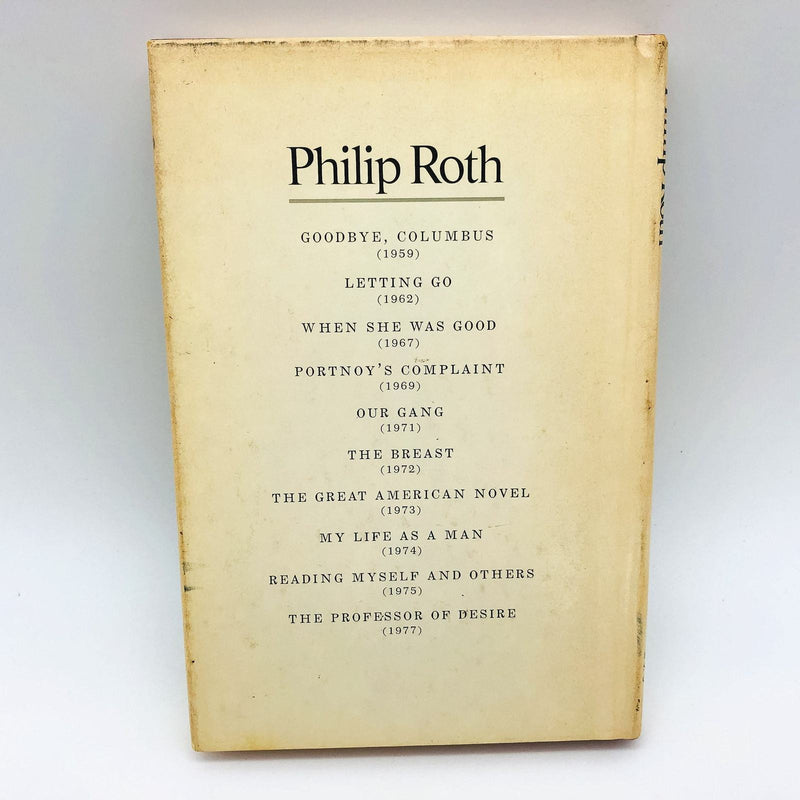 Philip Roth
GOODBYE, COLUMBUS
(1959)
LETTING GO
(1962)
WHEN SHE WAS GOOD
(1967)
PORTNOY'S COMPLAINT
(1969)
OUR GANG
(1971)
THE BREAST
(1972)
THE GREAT AMERICAN NOVEL
(1973)
MY LIFE AS A MAN
(1974)
READING MYSELF AND OTHERS
(1975)
THE PROFESSOR OF DESIRE
(1977)